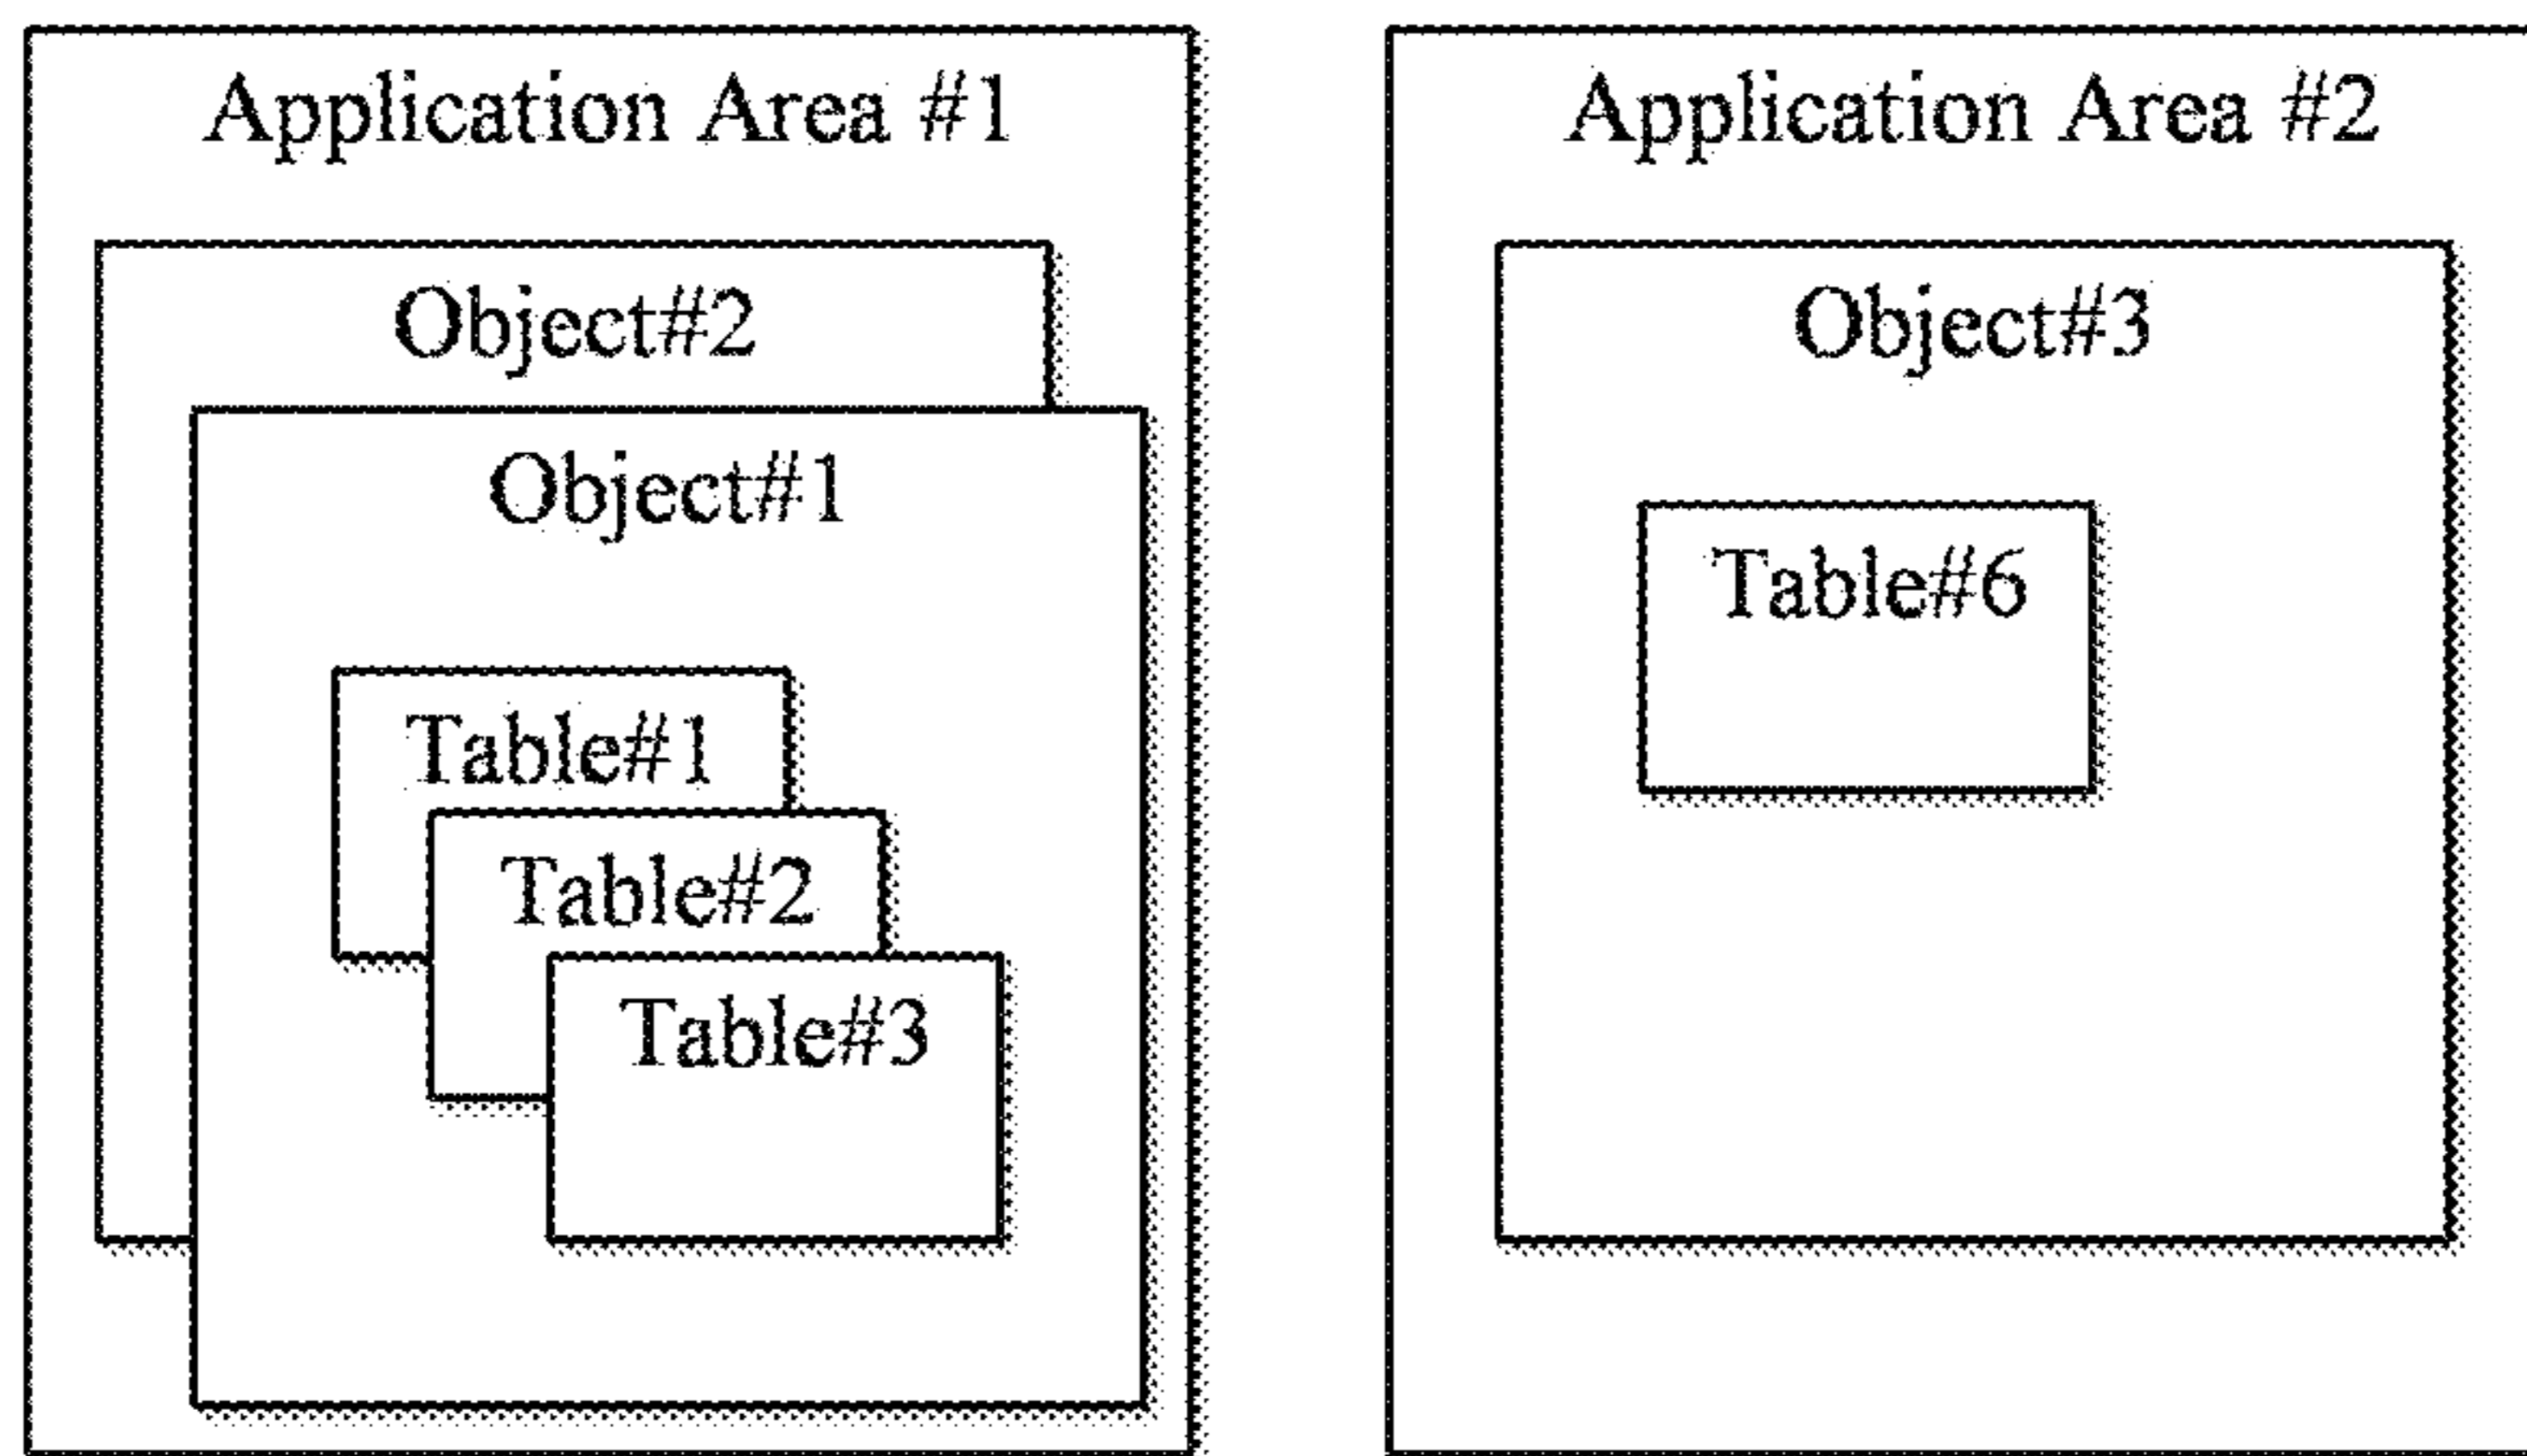 Application Area #1
Object#2
Object#1
Table#1
Table#2
Table#3
Application Area #2
Object#3
Table#6